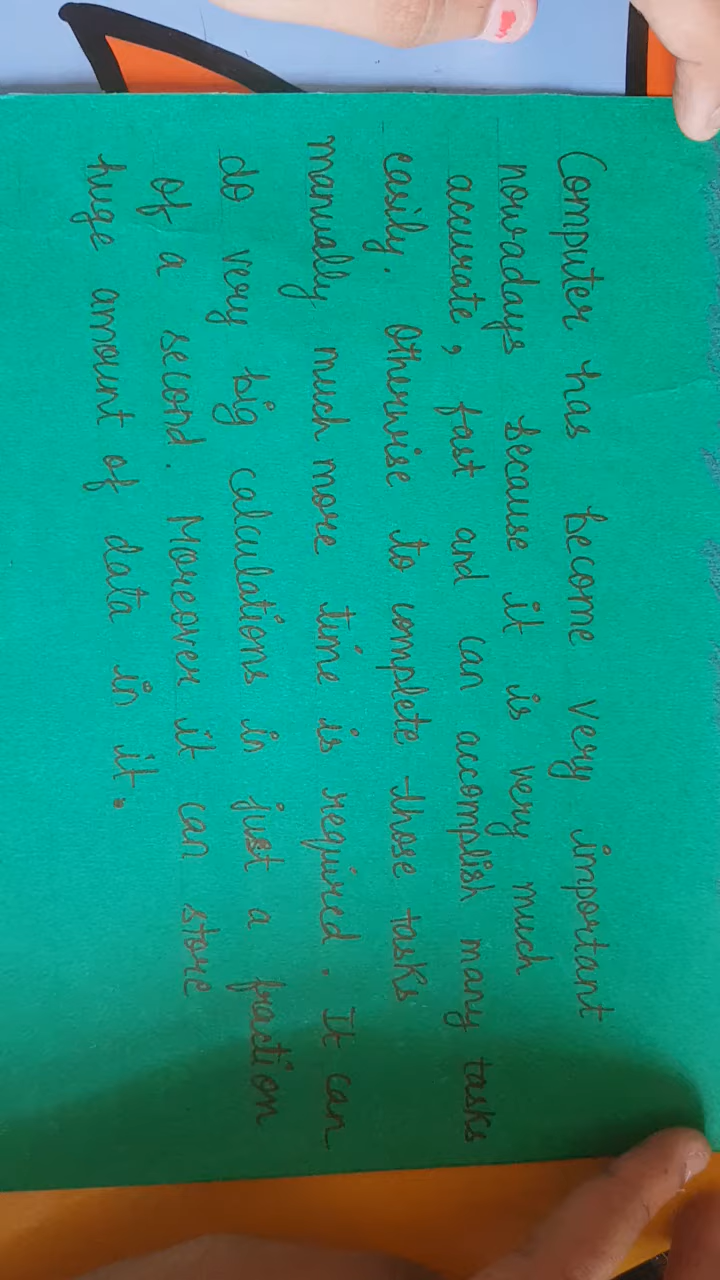 Computer has become very important
nowadays because it is very much
accurate, fast and can accomplish many tasks
easily. Otherwise to complete those tasks
manually much more time is required. It can
do very big calculations in just a fraction
of a second. Moreover it can store
huge amount of data in it.